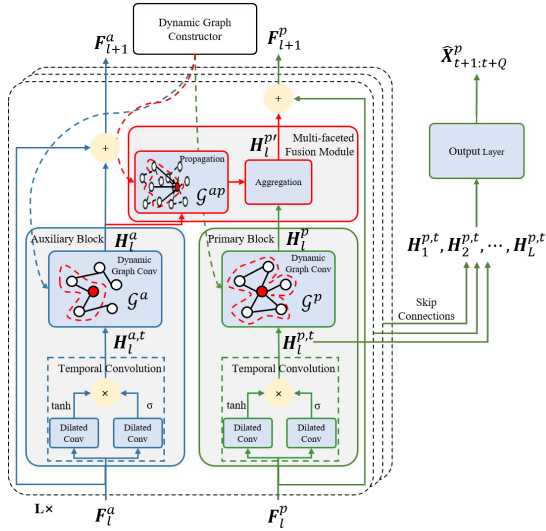 Dynamic Graph
Constructor
F^a_{l+1}
F^p_{l+1}
X̂^p_{t+1:t+Q}
+
+
H^{p'}_l
Multi-faceted
Fusion Module
Propagation
G^{ap}
Aggregation
Output Layer
Auxiliary Block
H^a_l
Primary Block
H^p_l
H^{p,t}_1, H^{p,t}_2, ⋯, H^{p,t}_L
Dynamic
Graph Conv
G^a
Dynamic
Graph Conv
G^p
Skip
Connections
H^{a,t}_l
H^{p,t}_l
Temporal Convolution
Temporal Convolution
×
×
tanh
σ
tanh
σ
Dilated
Conv
Dilated
Conv
Dilated
Conv
Dilated
Conv
L×
F^a_l
F^p_l